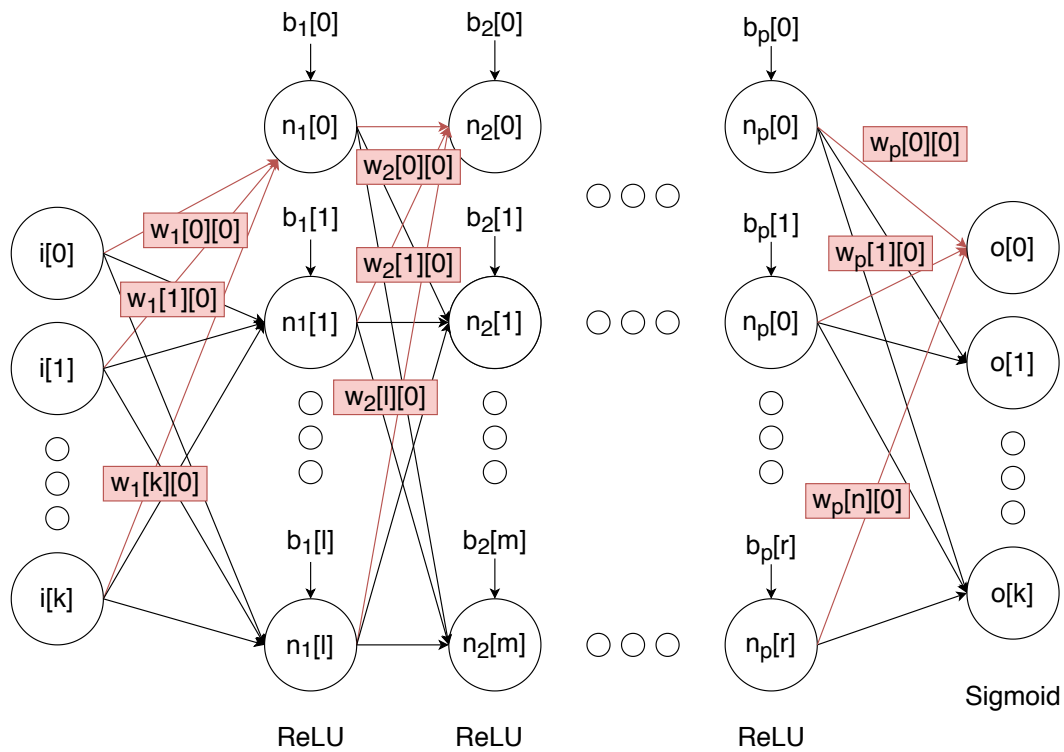 b₁[0] b₂[0] bₚ[0]
n₁[0] n₂[0] nₚ[0]
wₚ[0][0]
w₂[0][0]
b₁[1] b₂[1] bₚ[1]
w₁[0][0]
i[0] w₂[1][0] wₚ[1][0] o[0]
w₁[1][0]
n₁[1] n₂[1] nₚ[0]
i[1] o[1]
w₂[l][0]
w₁[k][0]
wₚ[n][0]
b₁[l] b₂[m] bₚ[r]
i[k] o[k]
n₁[l] n₂[m] nₚ[r]
Sigmoid
ReLU ReLU ReLU